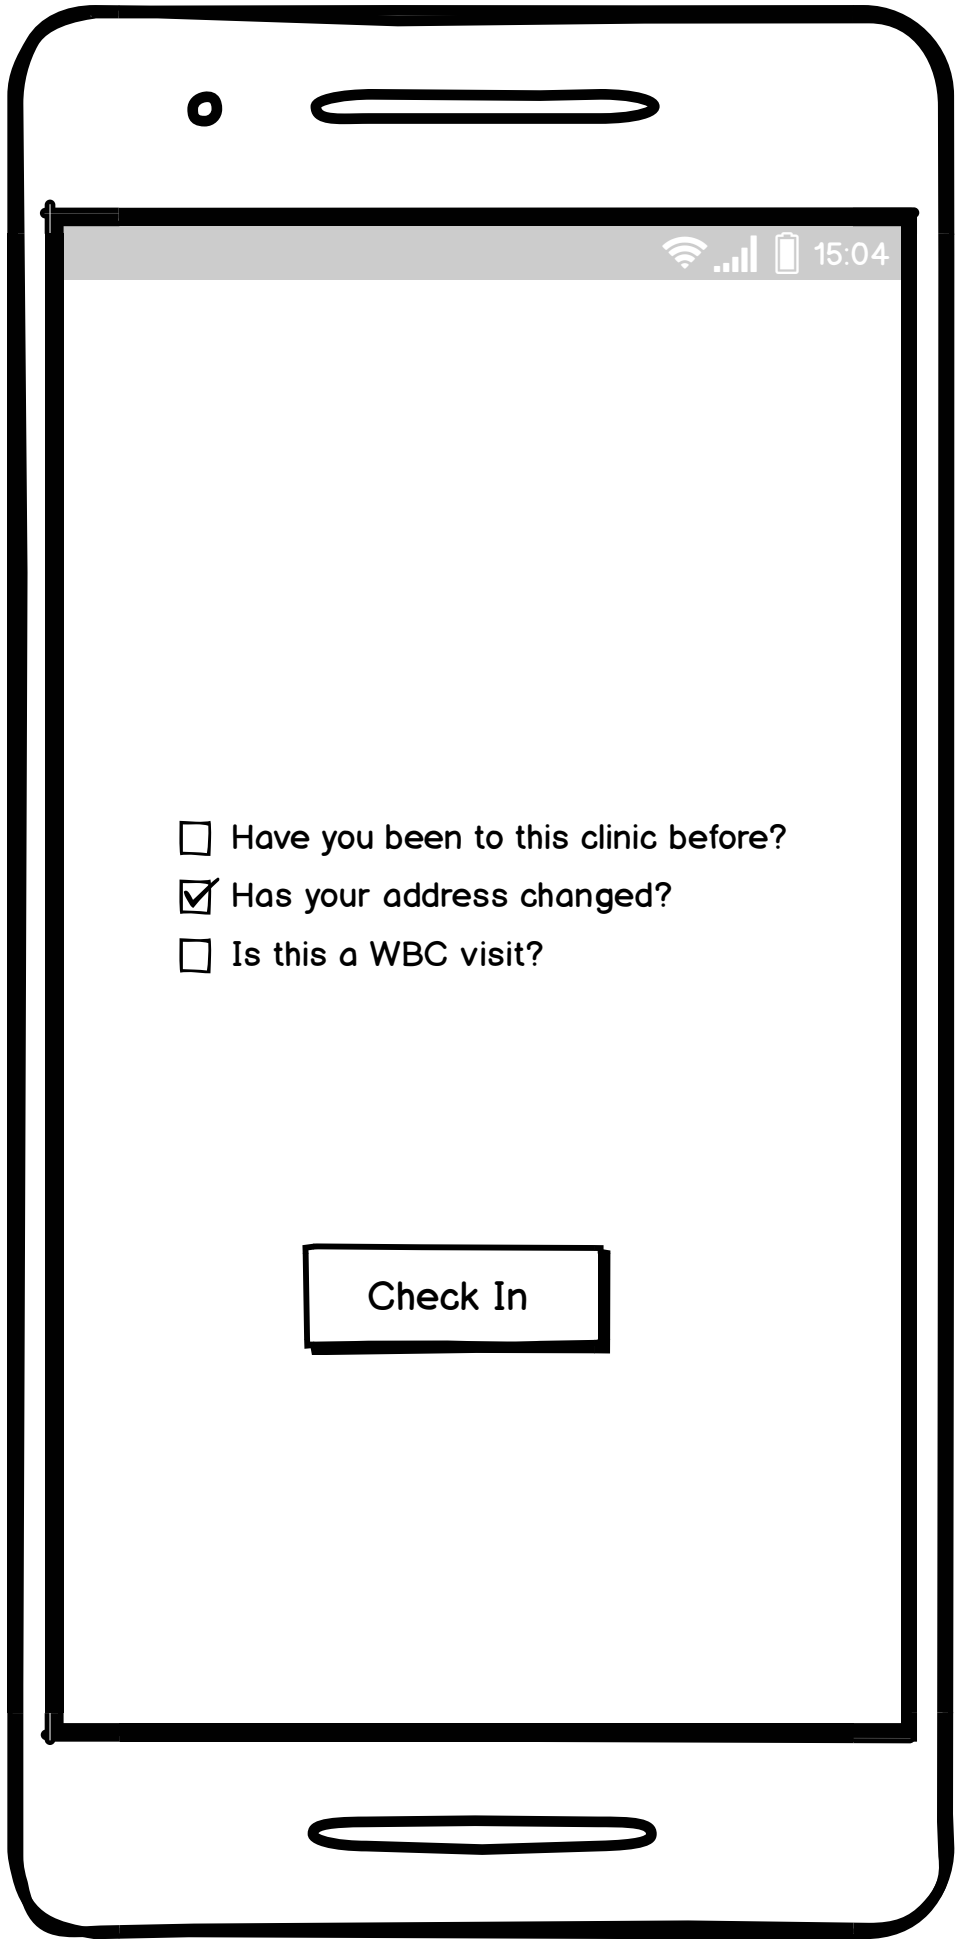 15:04
Have you been to this clinic before?
Has your address changed?
Is this a WBC visit?
Check In